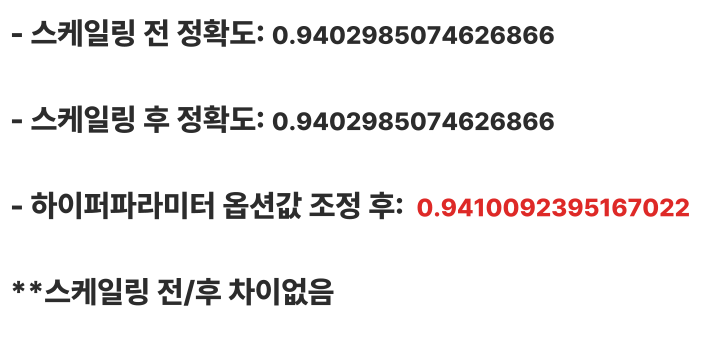 - 스케일링 전 정확도: 0.9402985074626866
- 스케일링 후 정확도: 0.9402985074626866
- 하이퍼파라미터 옵션값 조정 후: 0.9410092395167022
**스케일링 전/후 차이없음